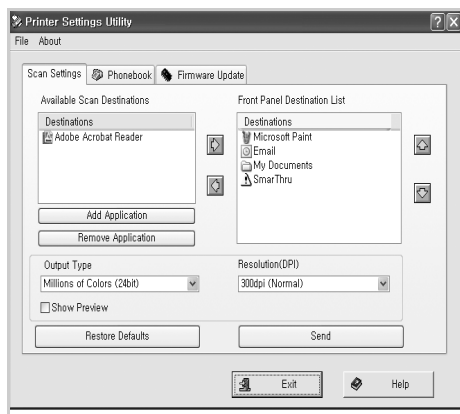 Printer Settings Utility
File About
Scan Settings Phonebook Firmware Update
Available Scan Destinations
Destinations
Adobe Acrobat Reader
Add Application
Remove Application
Front Panel Destination List
Destinations
Microsoft Paint
Email
My Documents
SmarThru
Output Type
Millions of Colors (24bit)
Show Preview
Resolution(DPI)
300dpi (Normal)
Restore Defaults Send
Exit Help